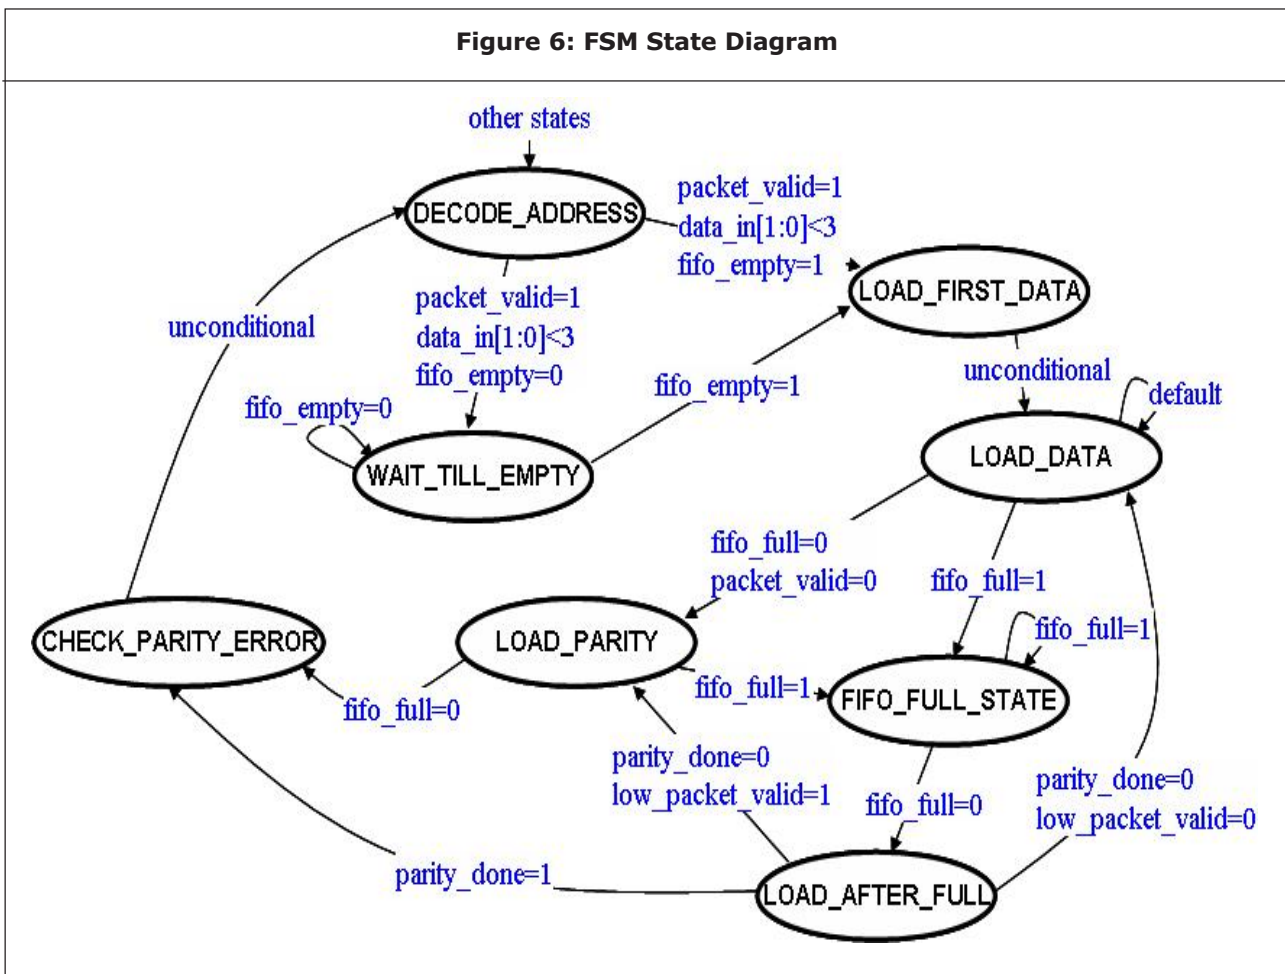 Figure 6: FSM State Diagram
other states
DECODE_ADDRESS
packet_valid=1
data_in[1:0]<3
fifo_empty=1
LOAD_FIRST_DATA
packet_valid=1
data_in[1:0]<3
fifo_empty=0
unconditional
fifo_empty=1
unconditional
default
fifo_empty=0
WAIT_TILL_EMPTY
LOAD_DATA
fifo_full=0
packet_valid=0
fifo_full=1
fifo_full=1
CHECK_PARITY_ERROR
LOAD_PARITY
fifo_full=1
FIFO_FULL_STATE
fifo_full=0
parity_done=0
low_packet_valid=1
fifo_full=0
parity_done=0
low_packet_valid=0
parity_done=1
LOAD_AFTER_FULL